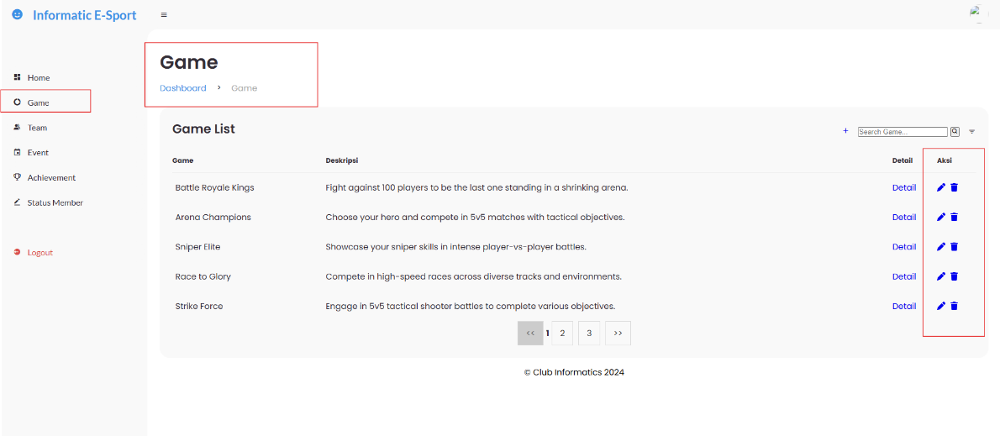 Informatic E-Sport
Home
Game
Team
Event
Achievement
Status Member
Logout
Game
Dashboard > Game
Game List
+ Search Game...
Game Deskripsi Detail Aksi
Battle Royale Kings Fight against 100 players to be the last one standing in a shrinking arena. Detail
Arena Champions Choose your hero and compete in 5v5 matches with tactical objectives. Detail
Sniper Elite Showcase your sniper skills in intense player-vs-player battles. Detail
Race to Glory Compete in high-speed races across diverse tracks and environments. Detail
Strike Force Engage in 5v5 tactical shooter battles to complete various objectives. Detail
<< 1 2 3 >>
© Club Informatics 2024